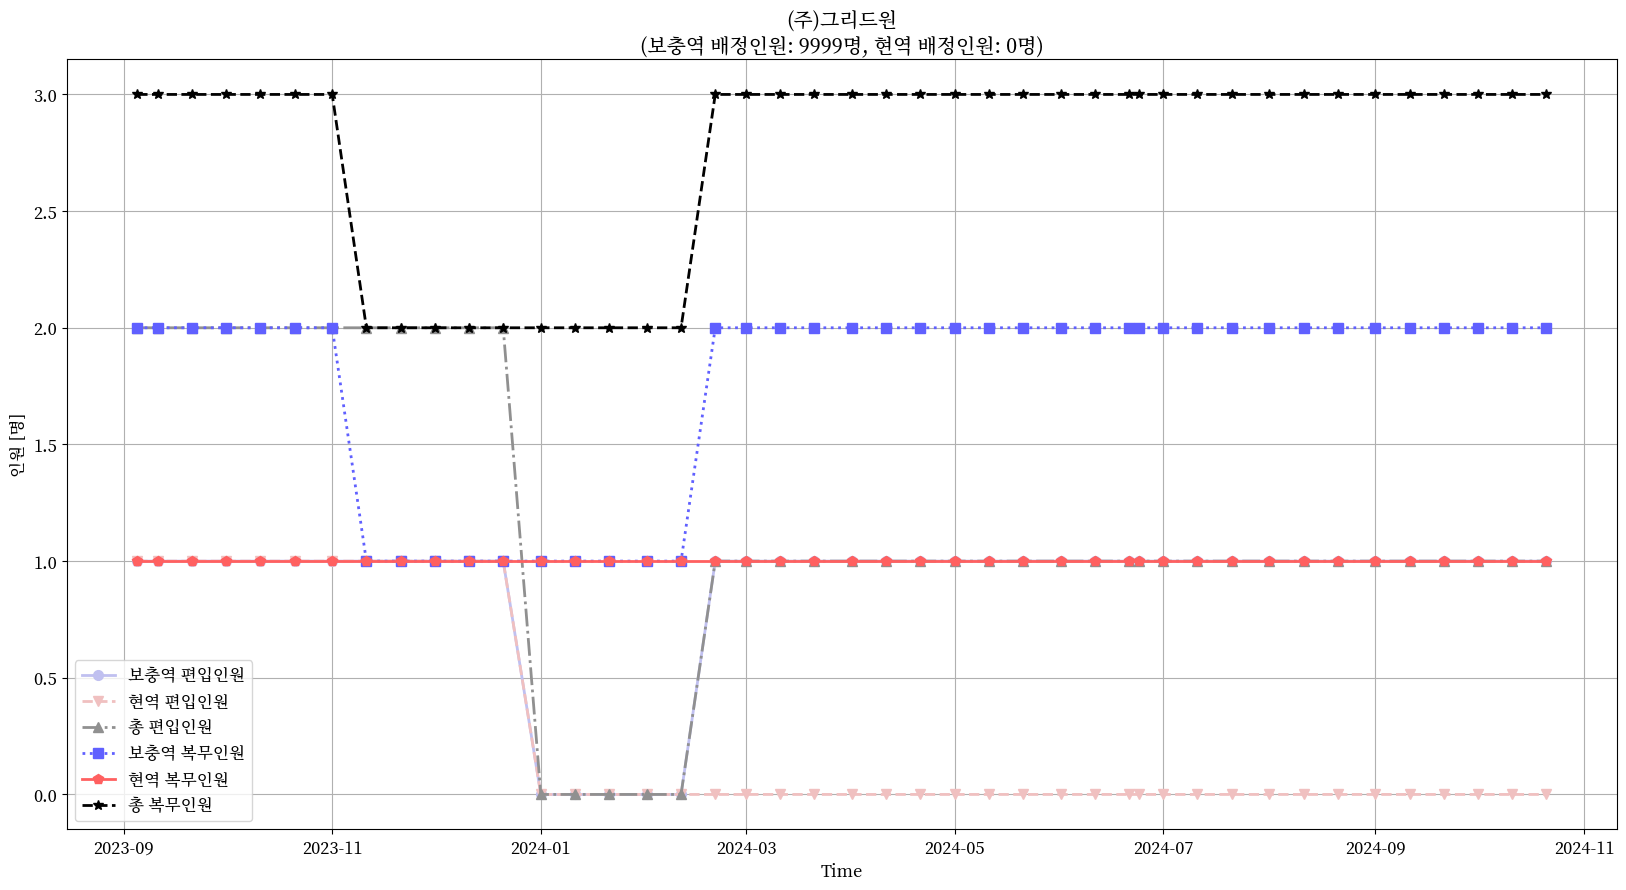 (주)그리드원
(보충역 배정인원: 9999명, 현역 배정인원: 0명)
3.0
2.5
2.0
1.5
1.0
0.5
0.0
인원 [명]
보충역 편입인원
현역 편입인원
총 편입인원
보충역 복무인원
현역 복무인원
총 복무인원
2023-09
2023-11
2024-01
2024-03
2024-05
2024-07
2024-09
2024-11
Time